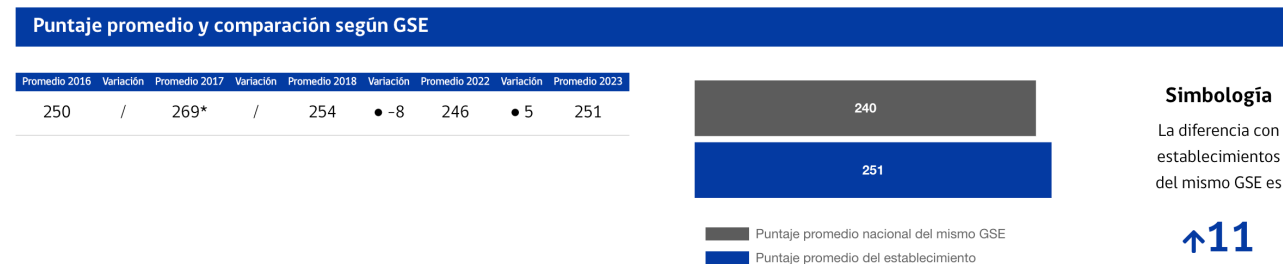 Puntaje promedio y comparación según GSE
Promedio 2016 Variación Promedio 2017 Variación Promedio 2018 Variación Promedio 2022 Variación Promedio 2023
250 / 269* / 254 ● -8 246 ● 5 251
240
251
Puntaje promedio nacional del mismo GSE
Puntaje promedio del establecimiento
Simbología
La diferencia con
establecimientos
del mismo GSE es
↑11